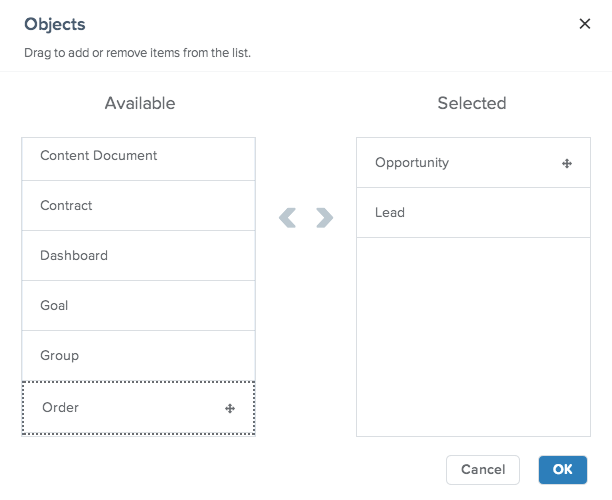 Objects
Drag to add or remove items from the list.
Available
Selected
Content Document
Contract
Dashboard
Goal
Group
Order
Opportunity
Lead
Cancel
OK